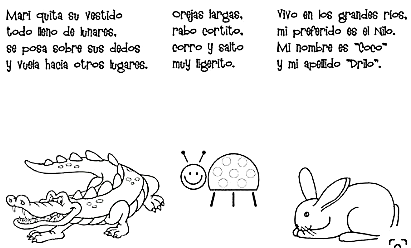 Mari quita su vestido
todo lleno de lunares,
se posa sobre sus dedos
y vuela hacia otros lugares.
Orejas largas,
rabo cortito,
corro y salto
muy ligerito.
Vivo en los grandes ríos,
mi preferido es el Nilo.
Mi nombre es "Coco"
y mi apellido "Drilo".